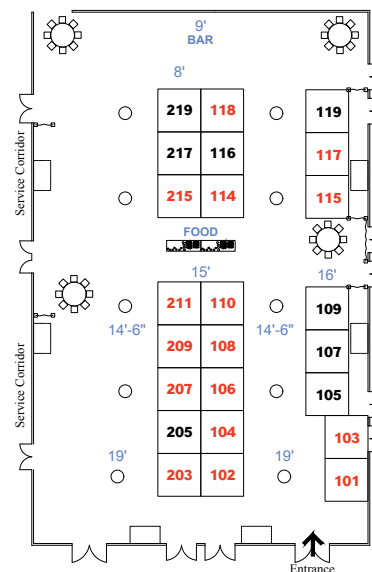 9'
BAR
8'
219 118 119
217 116 117
215 114 115
Service Corridor
FOOD
15' 16'
211 110 109
14'-6" 14'-6"
209 108 107
207 106 105
Service Corridor
205 104 103
19' 19'
203 102 101
Entrance